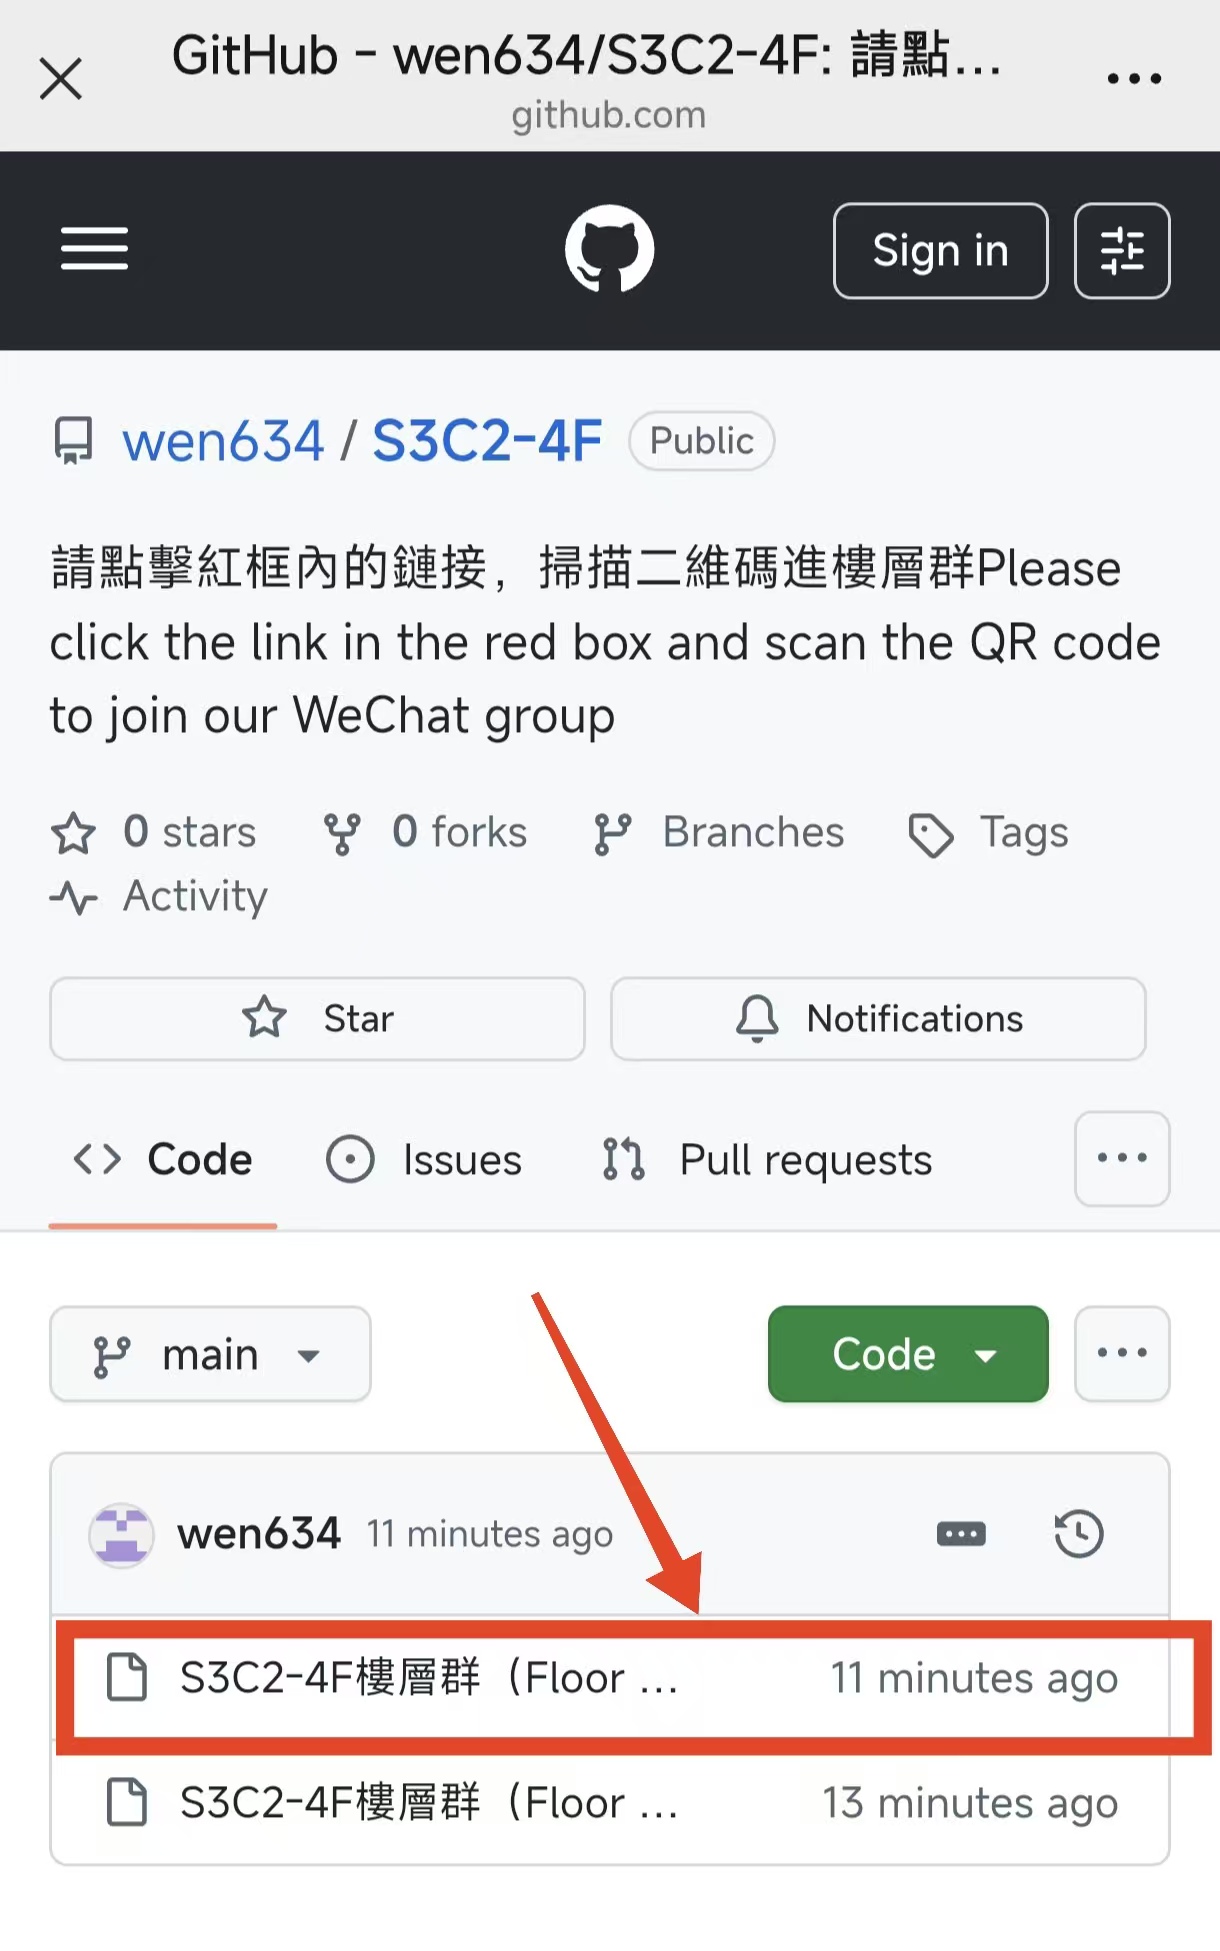 GitHub - wen634/S3C2-4F: 請點...
github.com
Sign in
wen634 / S3C2-4F Public
請點擊紅框內的鏈接，掃描二維碼進樓層群Please
click the link in the red box and scan the QR code
to join our WeChat group
0 stars 0 forks Branches Tags
Activity
Star Notifications
Code Issues Pull requests
main Code
wen634 11 minutes ago
S3C2-4F樓層群（Floor ... 11 minutes ago
S3C2-4F樓層群（Floor ... 13 minutes ago